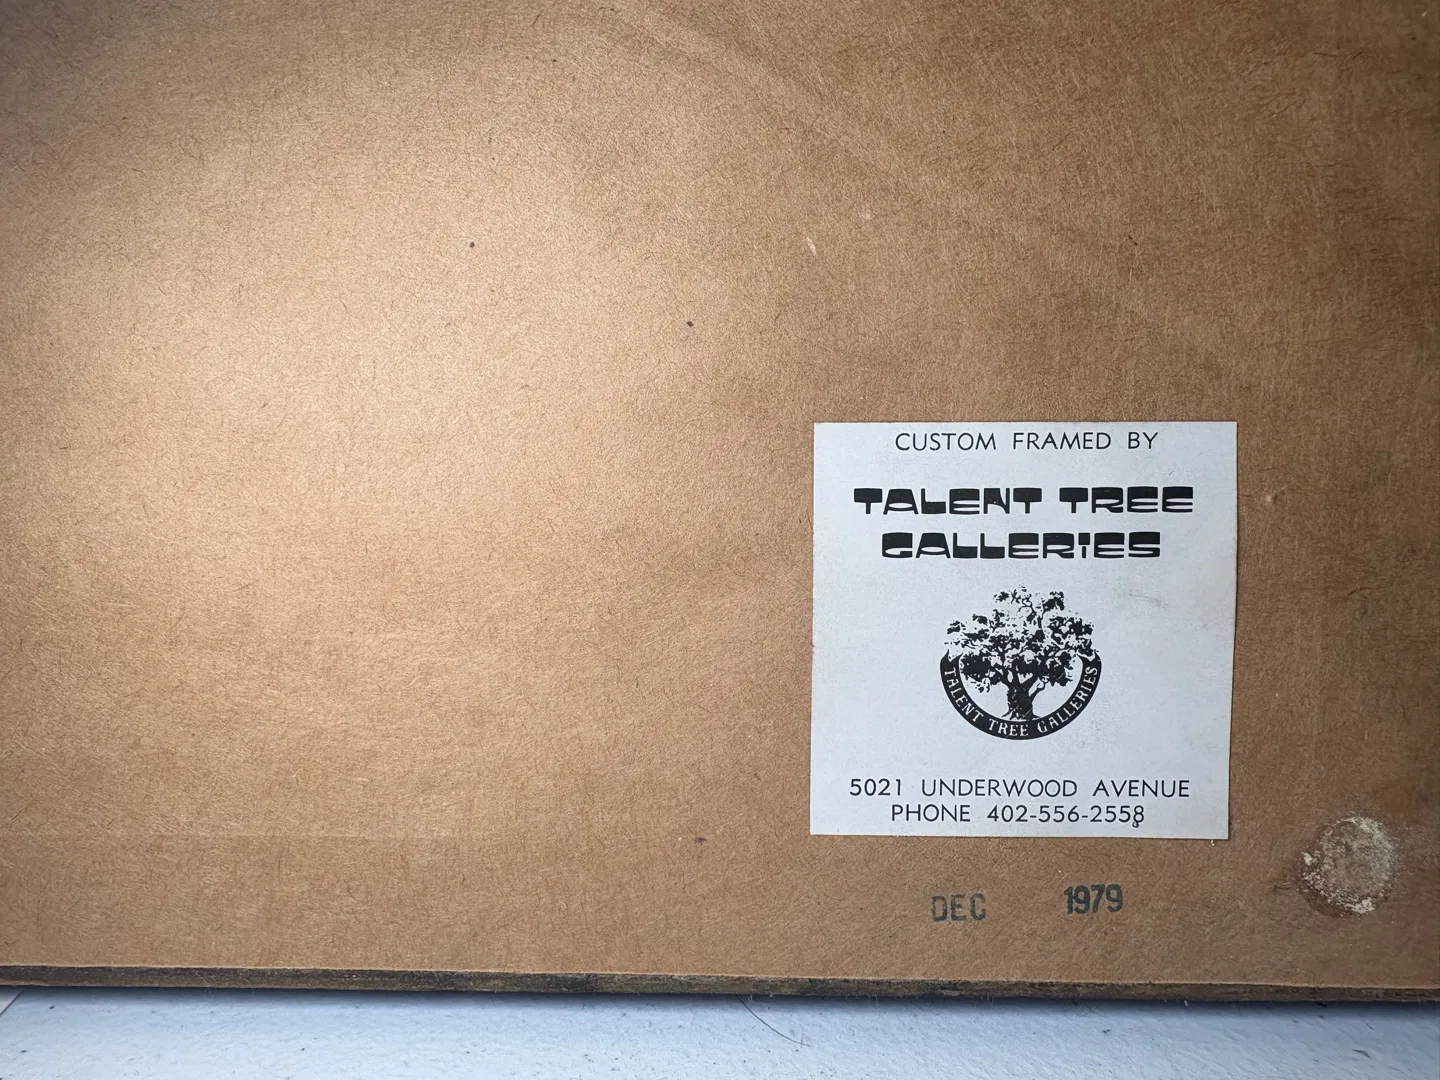 CUSTOM FRAMED BY
TALENT TREE
GALLERIES
TALENT TREE GALLERIES
5021 UNDERWOOD AVENUE
PHONE 402-556-2558
DEC 1979